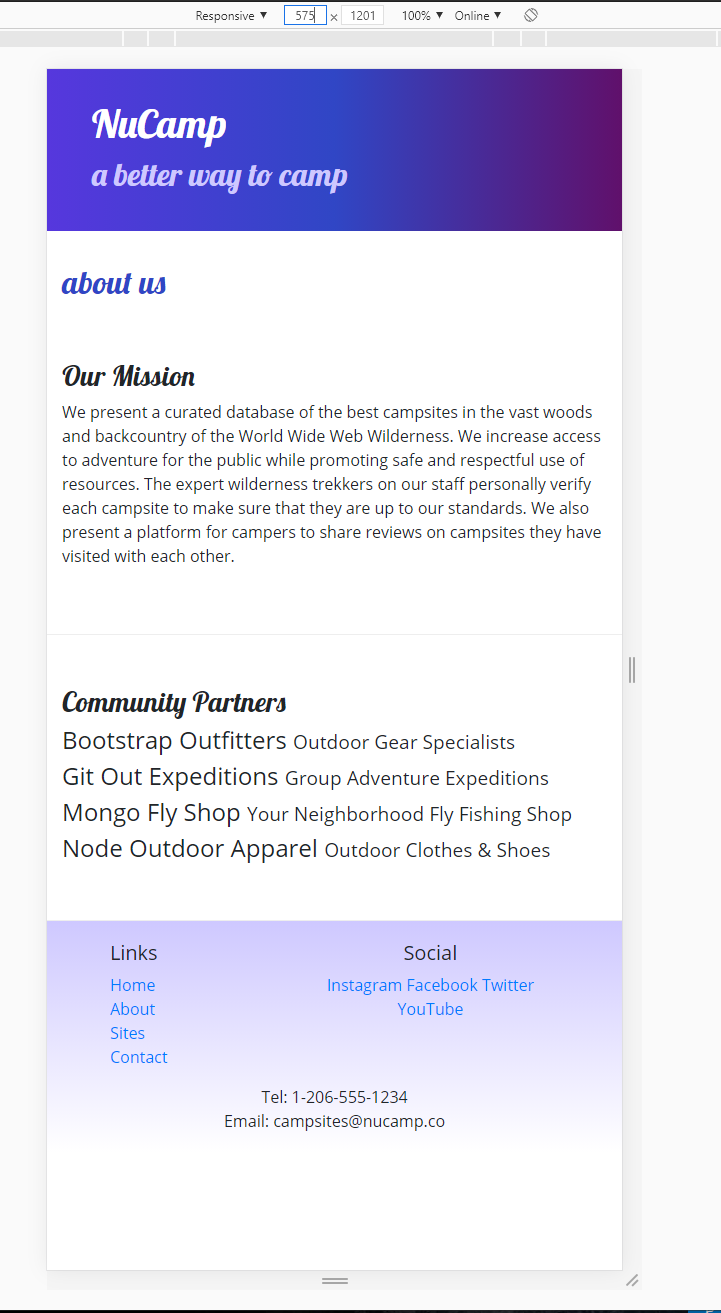 Responsive ▼ 575 × 1201 100% ▼ Online ▼
NuCamp
a better way to camp
about us
Our Mission
We present a curated database of the best campsites in the vast woods
and backcountry of the World Wide Web Wilderness. We increase access
to adventure for the public while promoting safe and respectful use of
resources. The expert wilderness trekkers on our staff personally verify
each campsite to make sure that they are up to our standards. We also
present a platform for campers to share reviews on campsites they have
visited with each other.
Community Partners
Bootstrap Outfitters Outdoor Gear Specialists
Git Out Expeditions Group Adventure Expeditions
Mongo Fly Shop Your Neighborhood Fly Fishing Shop
Node Outdoor Apparel Outdoor Clothes & Shoes
Links
Home
About
Sites
Contact
Social
Instagram Facebook Twitter
YouTube
Tel: 1-206-555-1234
Email: campsites@nucamp.co